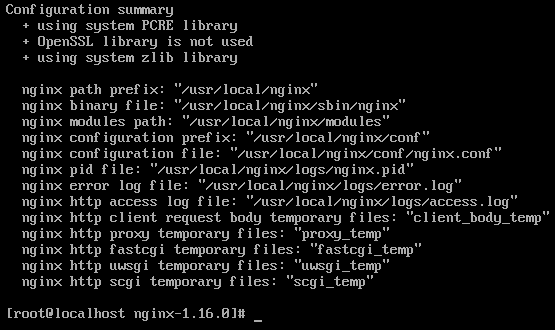 Configuration summary
+ using system PCRE library
+ OpenSSL library is not used
+ using system zlib library
nginx path prefix: "/usr/local/nginx"
nginx binary file: "/usr/local/nginx/sbin/nginx"
nginx modules path: "/usr/local/nginx/modules"
nginx configuration prefix: "/usr/local/nginx/conf"
nginx configuration file: "/usr/local/nginx/conf/nginx.conf"
nginx pid file: "/usr/local/nginx/logs/nginx.pid"
nginx error log file: "/usr/local/nginx/logs/error.log"
nginx http access log file: "/usr/local/nginx/logs/access.log"
nginx http client request body temporary files: "client_body_temp"
nginx http proxy temporary files: "proxy_temp"
nginx http fastcgi temporary files: "fastcgi_temp"
nginx http uwsgi temporary files: "uwsgi_temp"
nginx http scgi temporary files: "scgi_temp"
[root@localhost nginx-1.16.0]# _